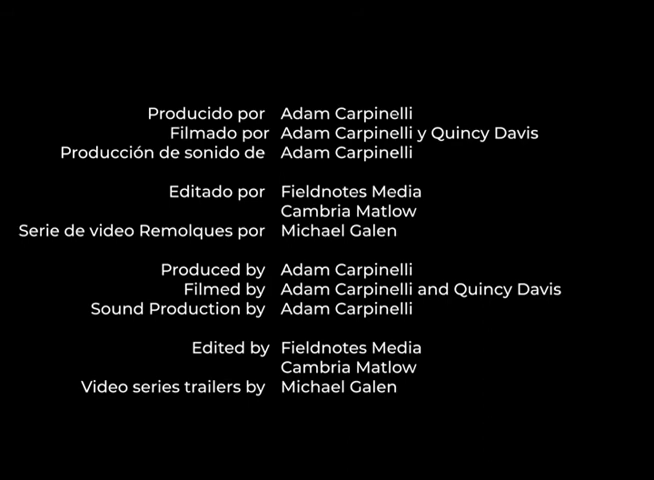 Producido por Adam Carpinelli
Filmado por Adam Carpinelli y Quincy Davis
Producción de sonido de Adam Carpinelli
Editado por Fieldnotes Media
Cambria Matlow
Serie de video Remolques por Michael Galen
Produced by Adam Carpinelli
Filmed by Adam Carpinelli and Quincy Davis
Sound Production by Adam Carpinelli
Edited by Fieldnotes Media
Cambria Matlow
Video series trailers by Michael Galen